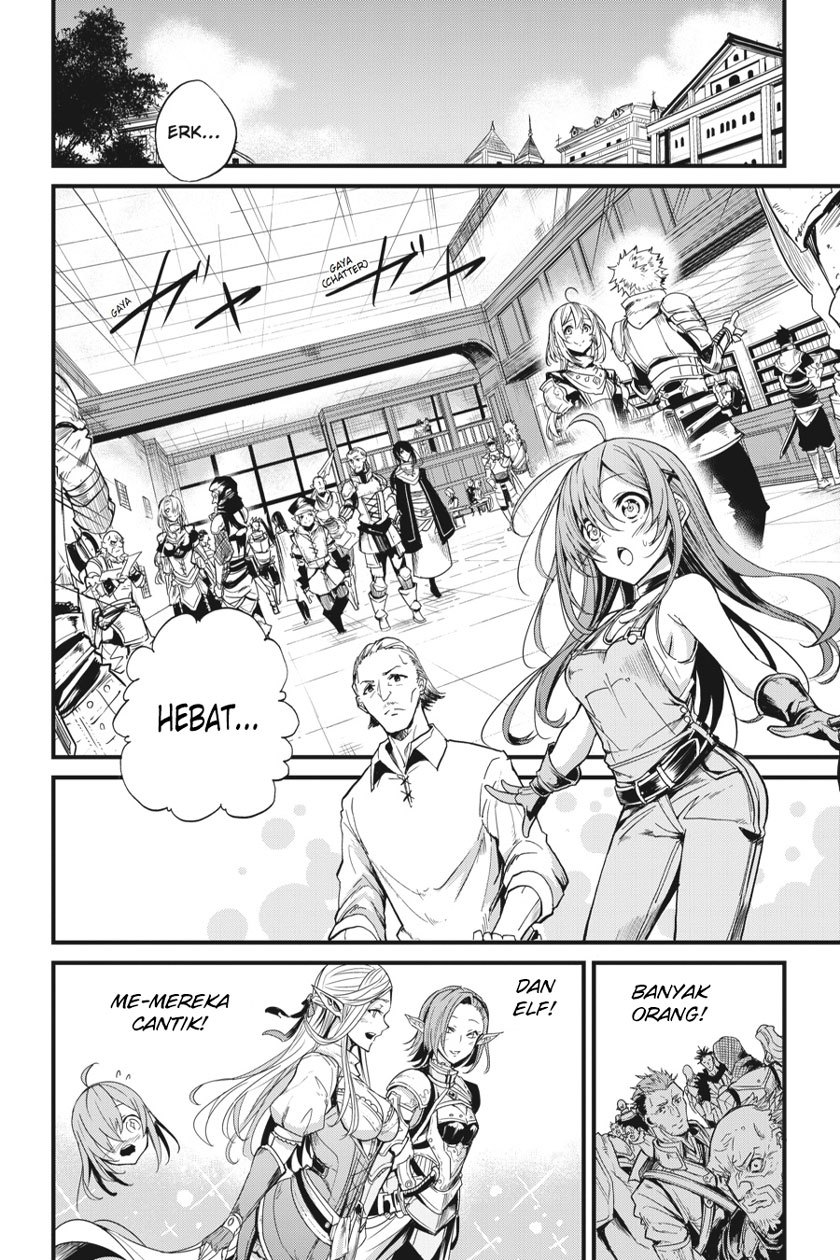 ERK...
ガヤ
GAYA
(CHATTER)
ガヤ
GAYA
HEBAT...
BANYAK
ORANG!
DAN
ELF!
ME-MEREKA
CANTIK!